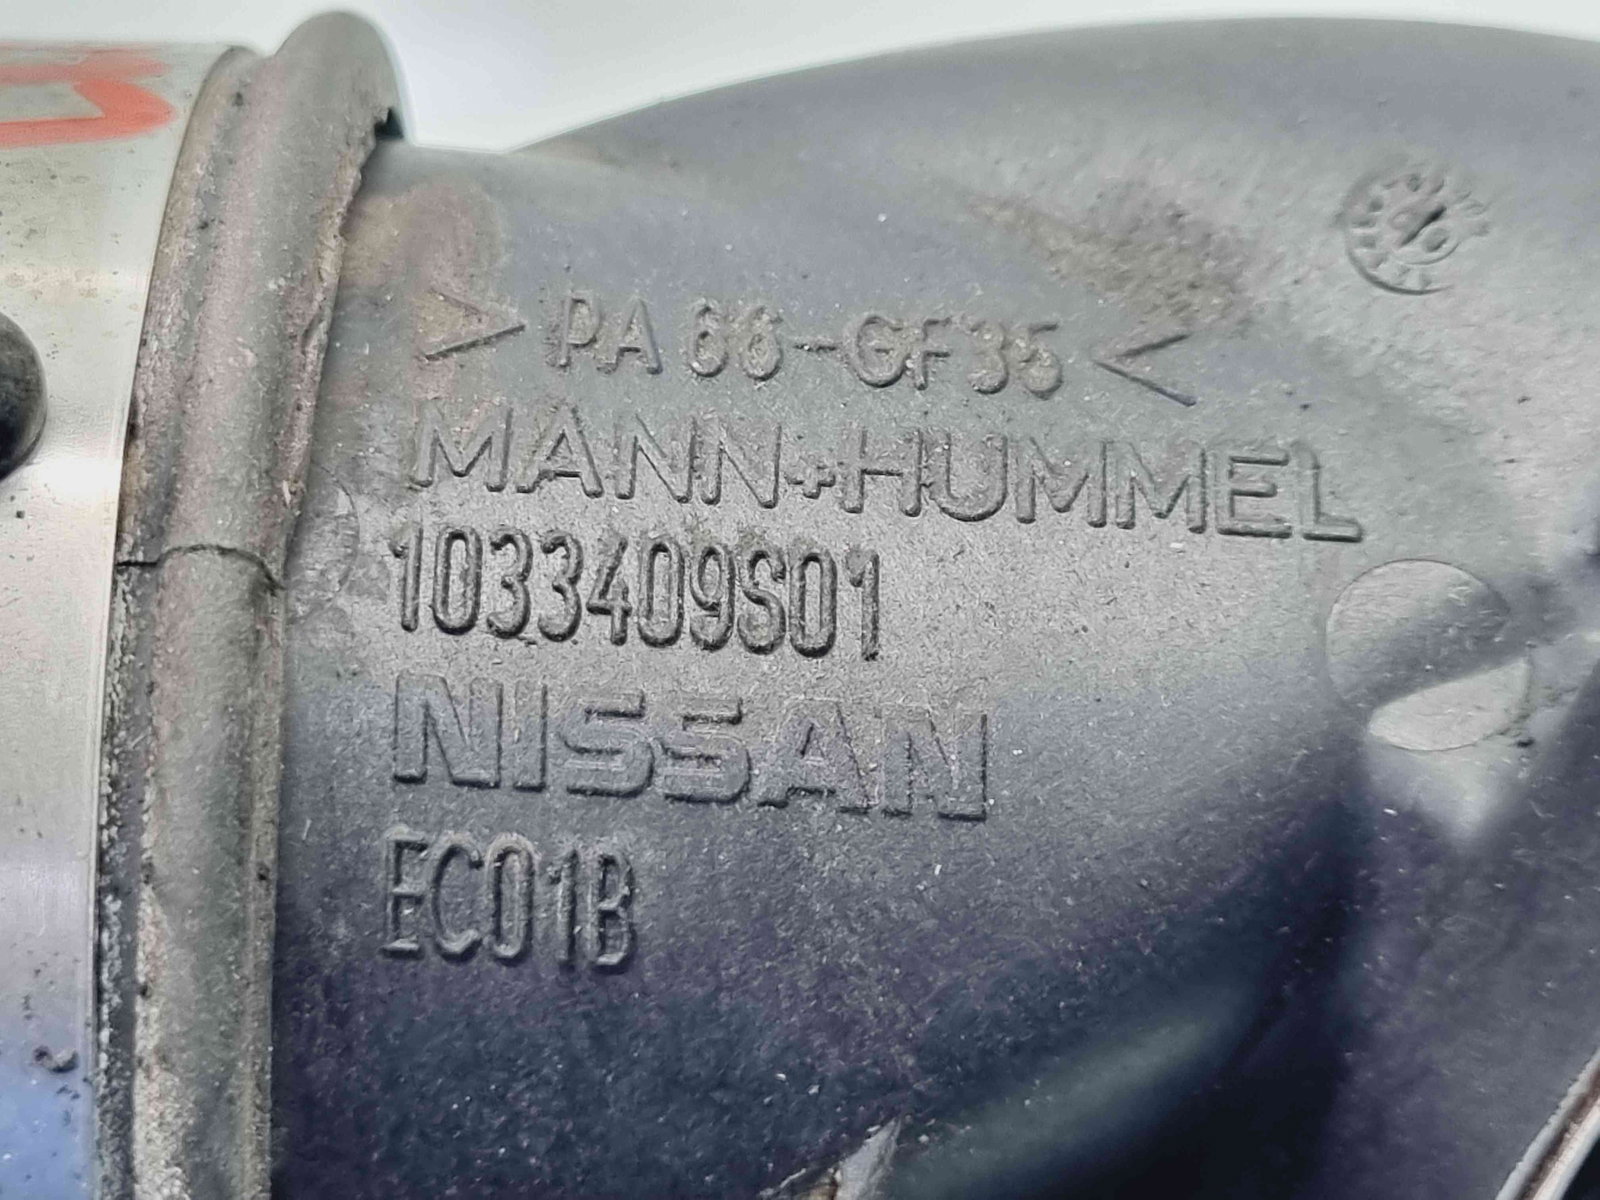 > PA 66-GF35 <
MANN+HUMMEL
1033409S01
NISSAN
EC01B